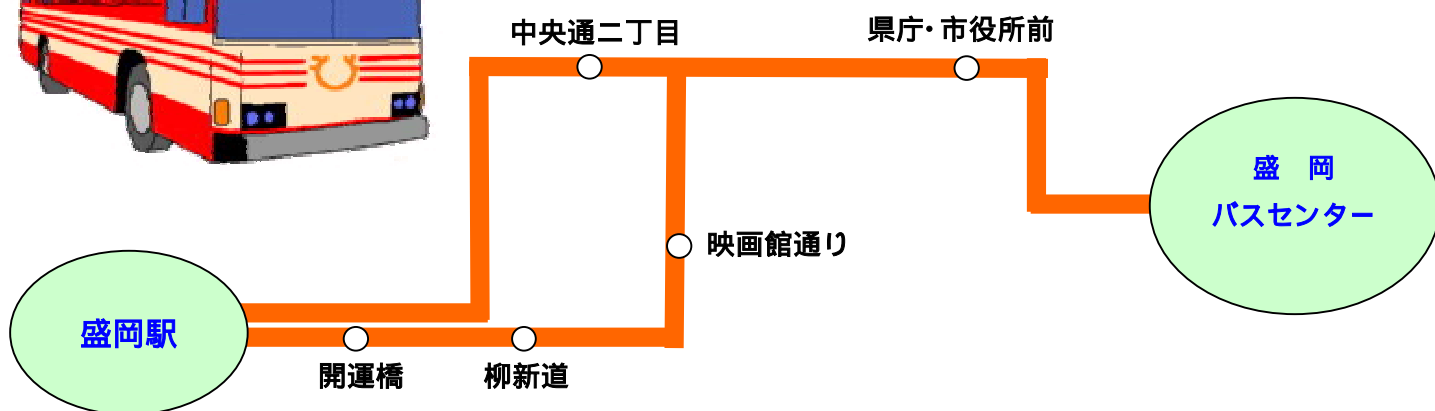 中央通二丁目
県庁・市役所前
盛 岡
バスセンター
映画館通り
盛岡駅
開運橋
柳新道